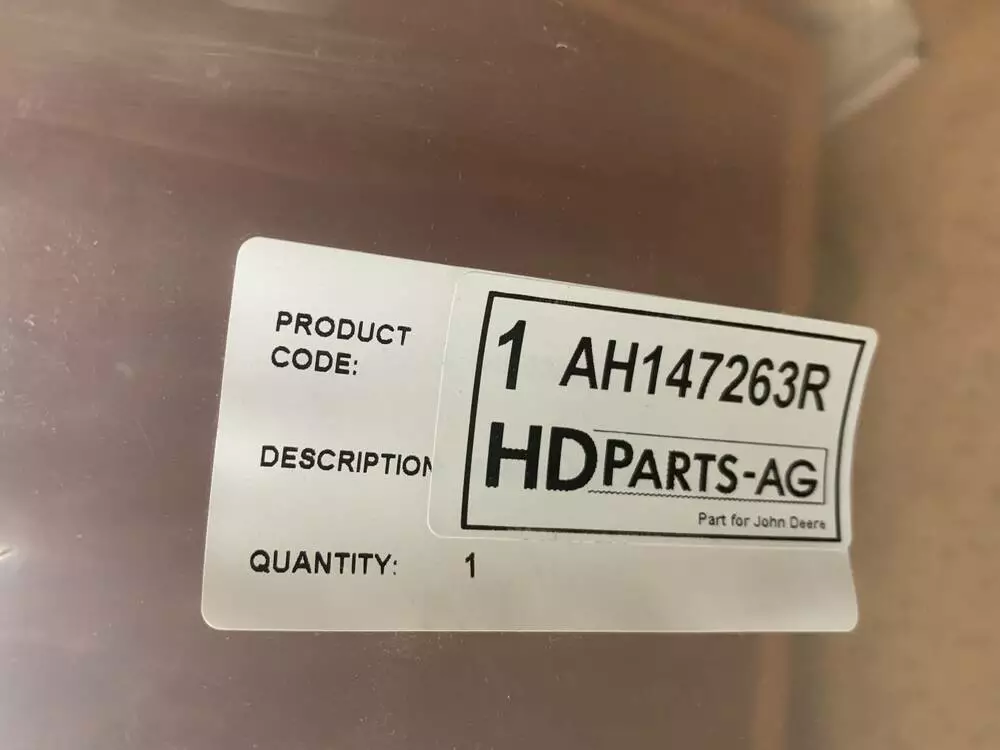 PRODUCT
CODE:
1 AH147263R
DESCRIPTION
HDPARTS-AG
Part for John Deere
QUANTITY: 1